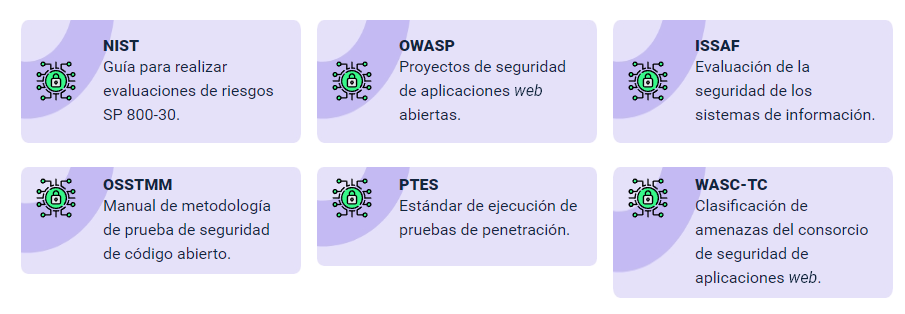 NIST
Guía para realizar
evaluaciones de riesgos
SP 800-30.
OWASP
Proyectos de seguridad
de aplicaciones web
abiertas.
ISSAF
Evaluación de la
seguridad de los
sistemas de información.
OSSTMM
Manual de metodología
de prueba de seguridad
de código abierto.
PTES
Estándar de ejecución de
pruebas de penetración.
WASC-TC
Clasificación de
amenazas del consorcio
de seguridad de
aplicaciones web.